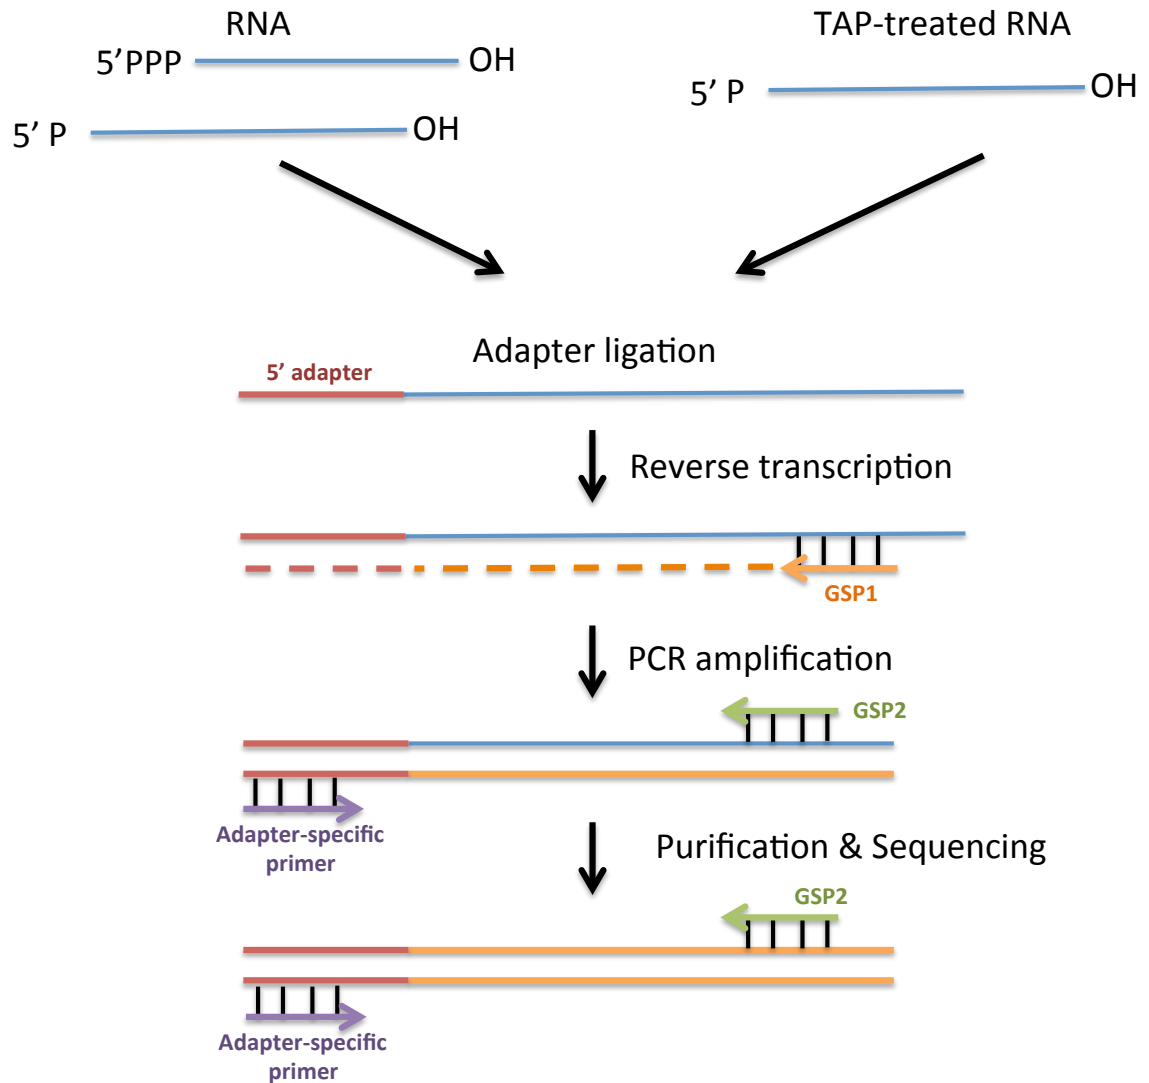 RNA
5’PPP
OH
5’ P
OH
TAP-treated RNA
5’ P
OH
Adapter ligation
5’ adapter
Reverse transcription
GSP1
PCR amplification
GSP2
Adapter-specific
primer
Purification & Sequencing
GSP2
Adapter-specific
primer